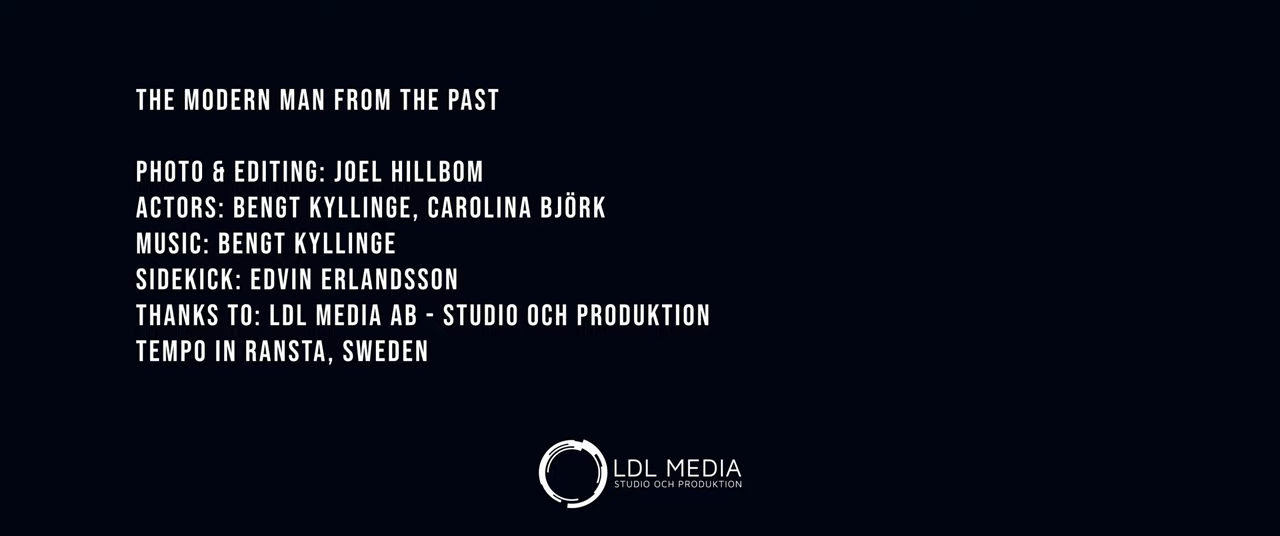 THE MODERN MAN FROM THE PAST
PHOTO & EDITING: JOEL HILLBOM
ACTORS: BENGT KYLLINGE, CAROLINA BJÖRK
MUSIC: BENGT KYLLINGE
SIDEKICK: EDVIN ERLANDSSON
THANKS TO: LDL MEDIA AB - STUDIO OCH PRODUKTION
TEMPO IN RANSTA, SWEDEN
LDL MEDIA
STUDIO OCH PRODUKTION